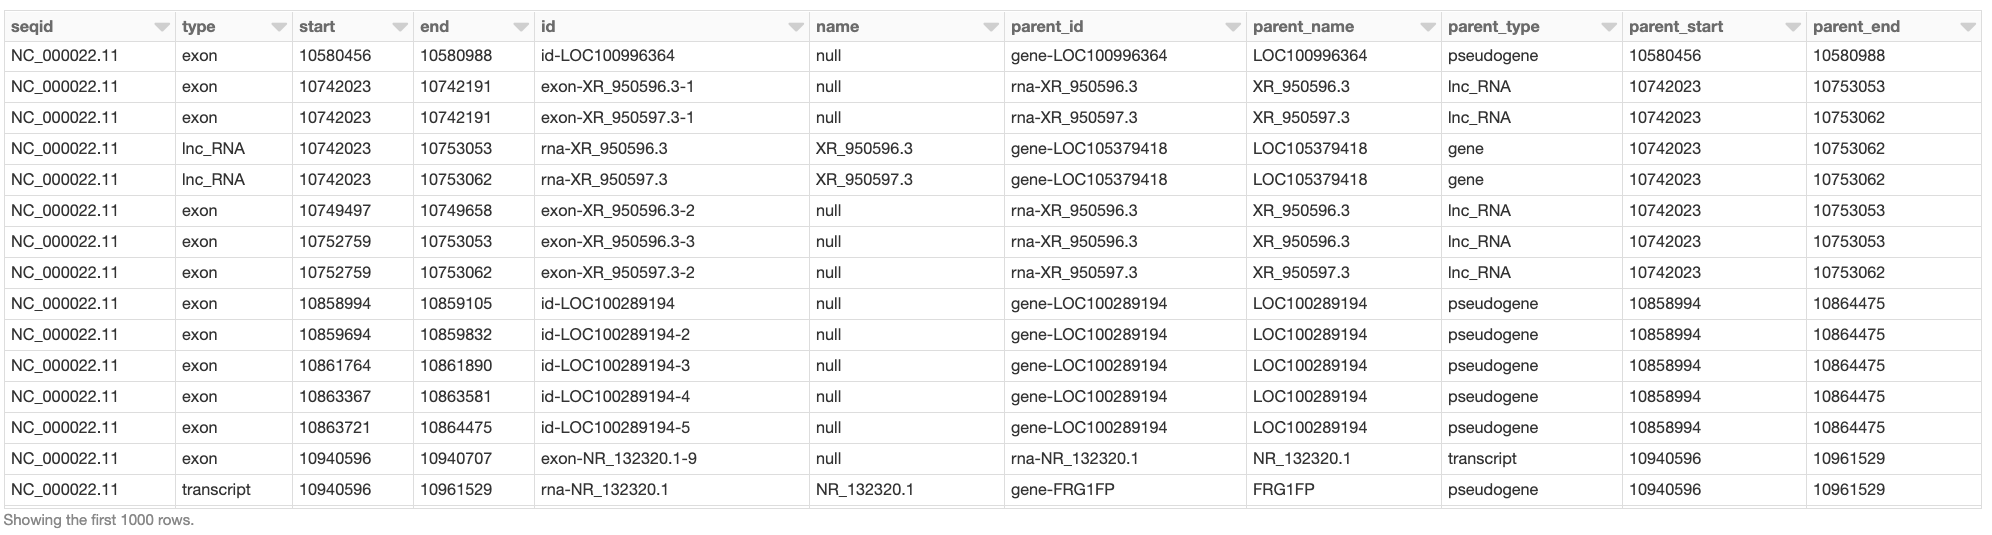 seqid type start end id name parent_id parent_name parent_type parent_start parent_end
NC_000022.11 exon 10580456 10580988 id-LOC100996364 null gene-LOC100996364 LOC100996364 pseudogene 10580456 10580988
NC_000022.11 exon 10742023 10742191 exon-XR_950596.3-1 null rna-XR_950596.3 XR_950596.3 lnc_RNA 10742023 10753053
NC_000022.11 exon 10742023 10742191 exon-XR_950597.3-1 null rna-XR_950597.3 XR_950597.3 lnc_RNA 10742023 10753062
NC_000022.11 lnc_RNA 10742023 10753053 rna-XR_950596.3 XR_950596.3 gene-LOC105379418 LOC105379418 gene 10742023 10753062
NC_000022.11 lnc_RNA 10742023 10753062 rna-XR_950597.3 XR_950597.3 gene-LOC105379418 LOC105379418 gene 10742023 10753062
NC_000022.11 exon 10749497 10749658 exon-XR_950596.3-2 null rna-XR_950596.3 XR_950596.3 lnc_RNA 10742023 10753053
NC_000022.11 exon 10752759 10753053 exon-XR_950596.3-3 null rna-XR_950596.3 XR_950596.3 lnc_RNA 10742023 10753053
NC_000022.11 exon 10752759 10753062 exon-XR_950597.3-2 null rna-XR_950597.3 XR_950597.3 lnc_RNA 10742023 10753062
NC_000022.11 exon 10858994 10859105 id-LOC100289194 null gene-LOC100289194 LOC100289194 pseudogene 10858994 10864475
NC_000022.11 exon 10859694 10859832 id-LOC100289194-2 null gene-LOC100289194 LOC100289194 pseudogene 10858994 10864475
NC_000022.11 exon 10861764 10861890 id-LOC100289194-3 null gene-LOC100289194 LOC100289194 pseudogene 10858994 10864475
NC_000022.11 exon 10863367 10863581 id-LOC100289194-4 null gene-LOC100289194 LOC100289194 pseudogene 10858994 10864475
NC_000022.11 exon 10863721 10864475 id-LOC100289194-5 null gene-LOC100289194 LOC100289194 pseudogene 10858994 10864475
NC_000022.11 exon 10940596 10940707 exon-NR_132320.1-9 null rna-NR_132320.1 NR_132320.1 transcript 10940596 10961529
NC_000022.11 transcript 10940596 10961529 rna-NR_132320.1 NR_132320.1 gene-FRG1FP FRG1FP pseudogene 10940596 10961529
Showing the first 1000 rows.